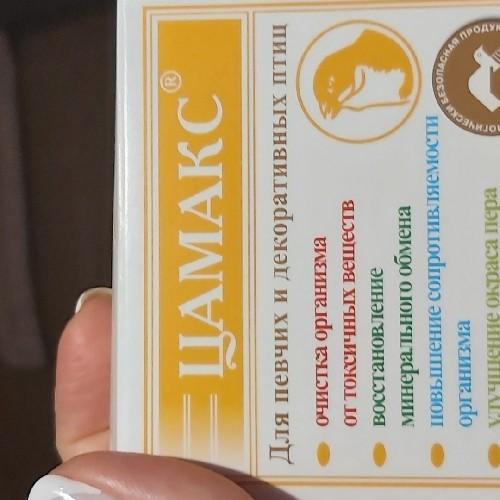 ЦАМАКС®
Для певчих и декоративных птиц
очистка организма
от токсичных веществ
восстановление
минерального обмена
повышение сопротивляемости
организма
улучшение окраса пера
БЕЗОПАСНАЯ